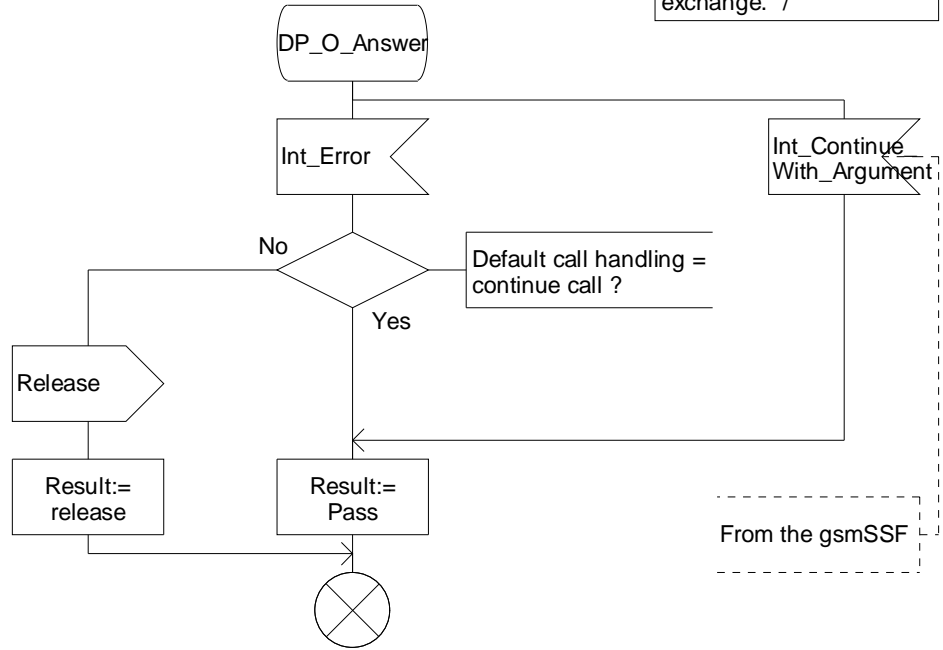 exchange. */
DP_O_Answer
Int_Error
Int_Continue_
With_Argument
No
Default call handling =
continue call ?
Yes
Release
Result:=
release
Result:=
Pass
From the gsmSSF